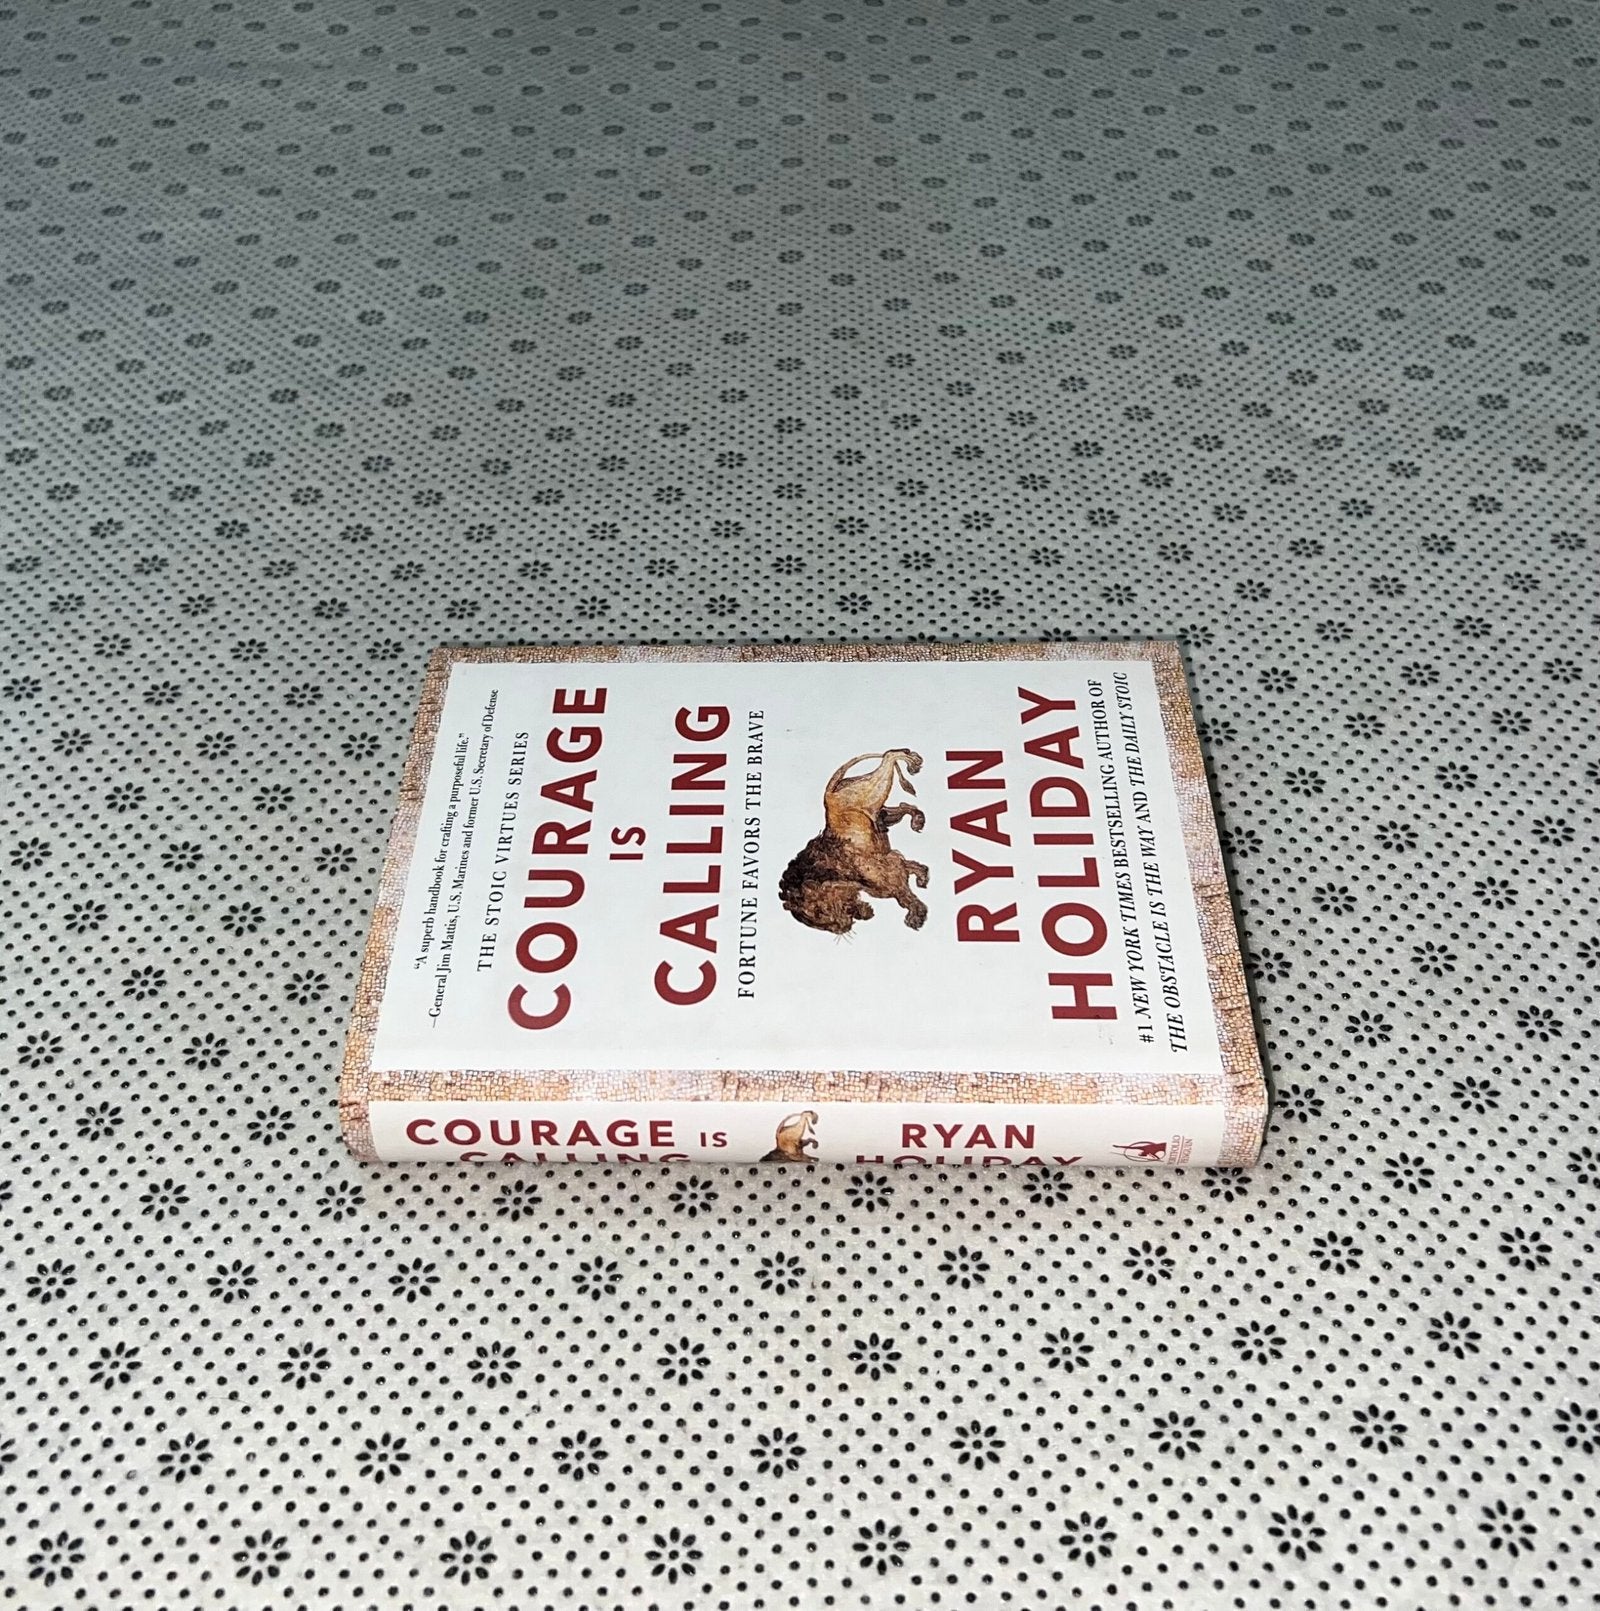 “A superb handbook for crafting a purposeful life.”
—General Jim Mattis, U.S. Marines and former U.S. Secretary of Defense
THE STOIC VIRTUES SERIES
COURAGE
IS
CALLING
FORTUNE FAVORS THE BRAVE
RYAN
HOLIDAY
#1 NEW YORK TIMES BESTSELLING AUTHOR OF
THE OBSTACLE IS THE WAY AND THE DAILY STOIC
COURAGE IS
CALLING
RYAN
HOLIDAY
PORTFOLIO
PENGUIN